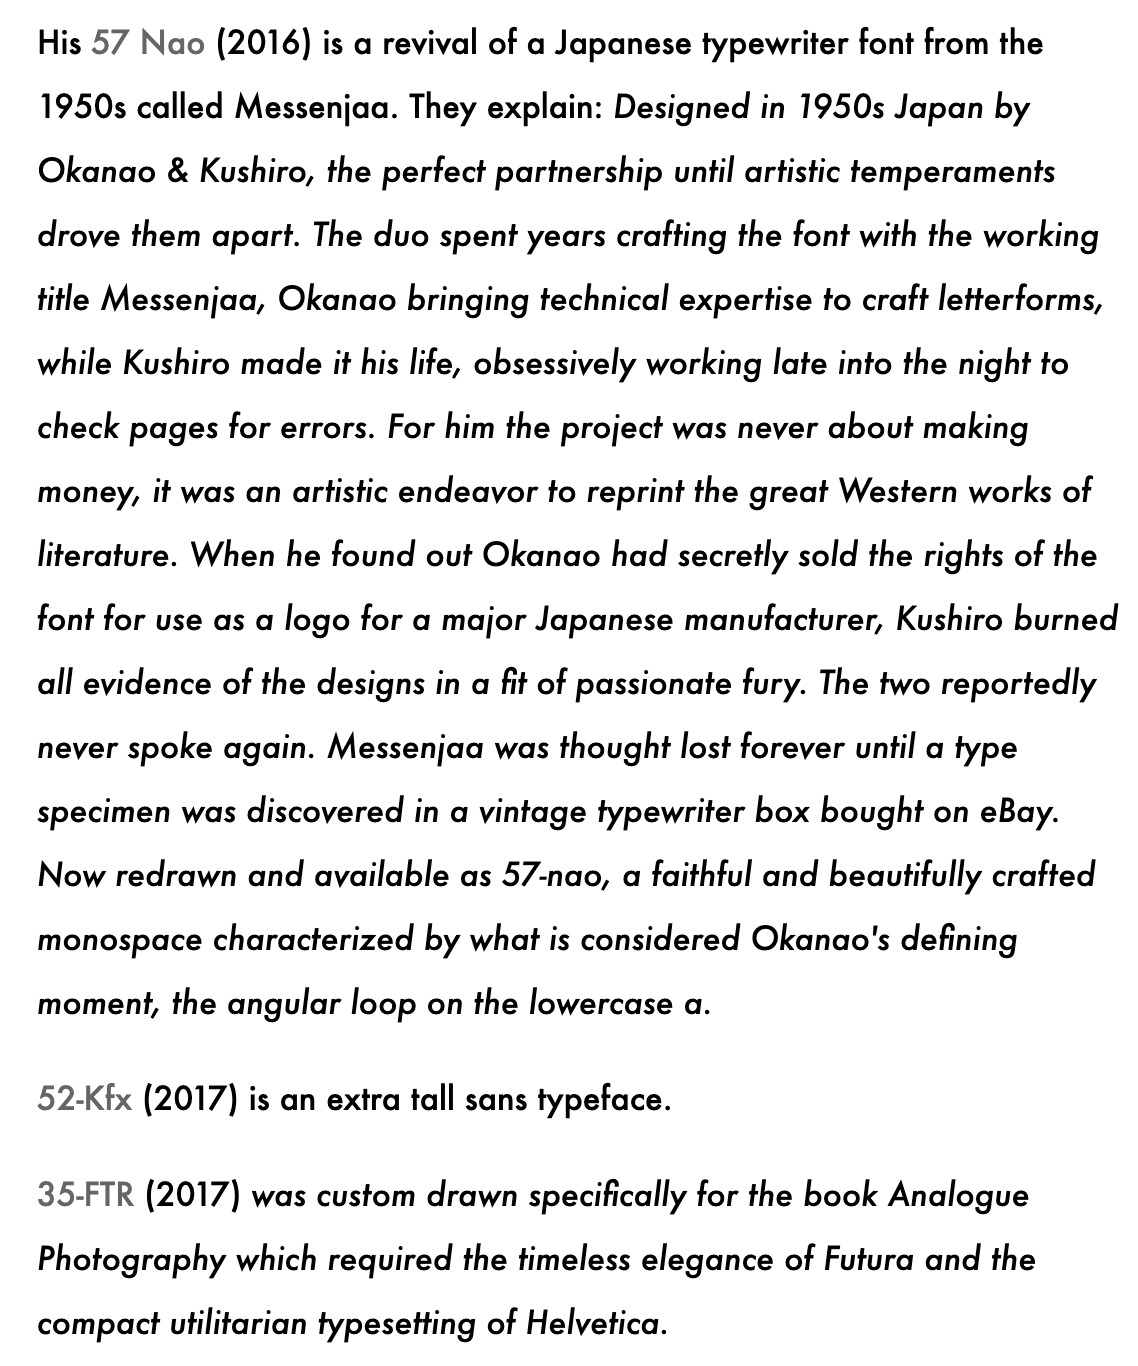 His 57 Nao (2016) is a revival of a Japanese typewriter font from the
1950s called Messenjaa. They explain: Designed in 1950s Japan by
Okanao & Kushiro, the perfect partnership until artistic temperaments
drove them apart. The duo spent years crafting the font with the working
title Messenjaa, Okanao bringing technical expertise to craft letterforms,
while Kushiro made it his life, obsessively working late into the night to
check pages for errors. For him the project was never about making
money, it was an artistic endeavor to reprint the great Western works of
literature. When he found out Okanao had secretly sold the rights of the
font for use as a logo for a major Japanese manufacturer, Kushiro burned
all evidence of the designs in a fit of passionate fury. The two reportedly
never spoke again. Messenjaa was thought lost forever until a type
specimen was discovered in a vintage typewriter box bought on eBay.
Now redrawn and available as 57-nao, a faithful and beautifully crafted
monospace characterized by what is considered Okanao's defining
moment, the angular loop on the lowercase a.
52-Kfx (2017) is an extra tall sans typeface.
35-FTR (2017) was custom drawn specifically for the book Analogue
Photography which required the timeless elegance of Futura and the
compact utilitarian typesetting of Helvetica.